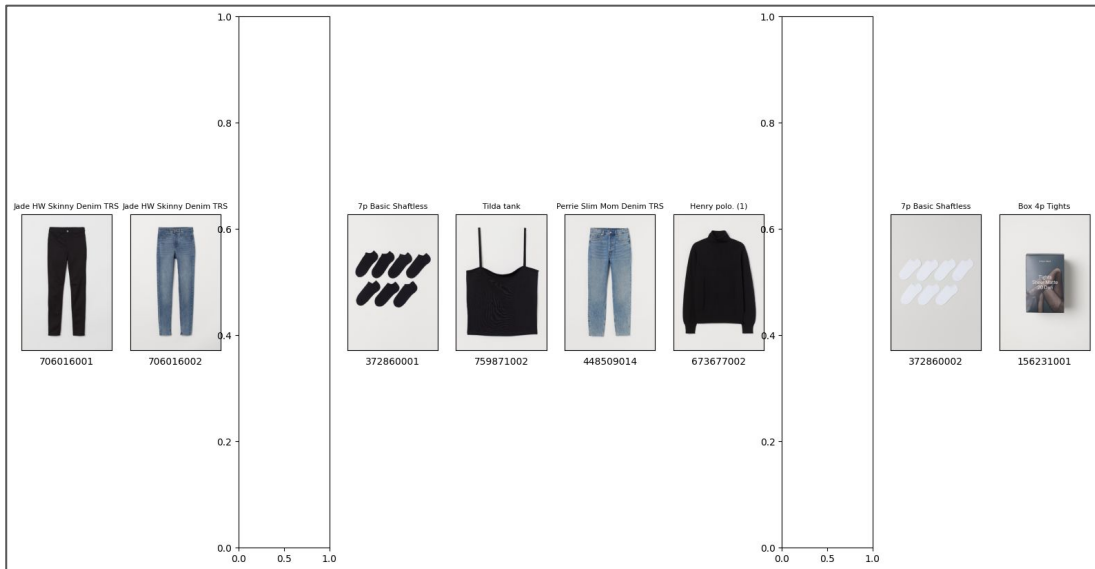 Jade HW Skinny Denim TRS
706016001
Jade HW Skinny Denim TRS
706016002
1.0
0.8
0.6
0.4
0.2
0.0
0.0 0.5 1.0
7p Basic Shaftless
372860001
Tilda tank
759871002
Perrie Slim Mom Denim TRS
448509014
Henry polo. (1)
673677002
1.0
0.8
0.6
0.4
0.2
0.0
0.0 0.5 1.0
7p Basic Shaftless
372860002
Box 4p Tights
Tights
156231001